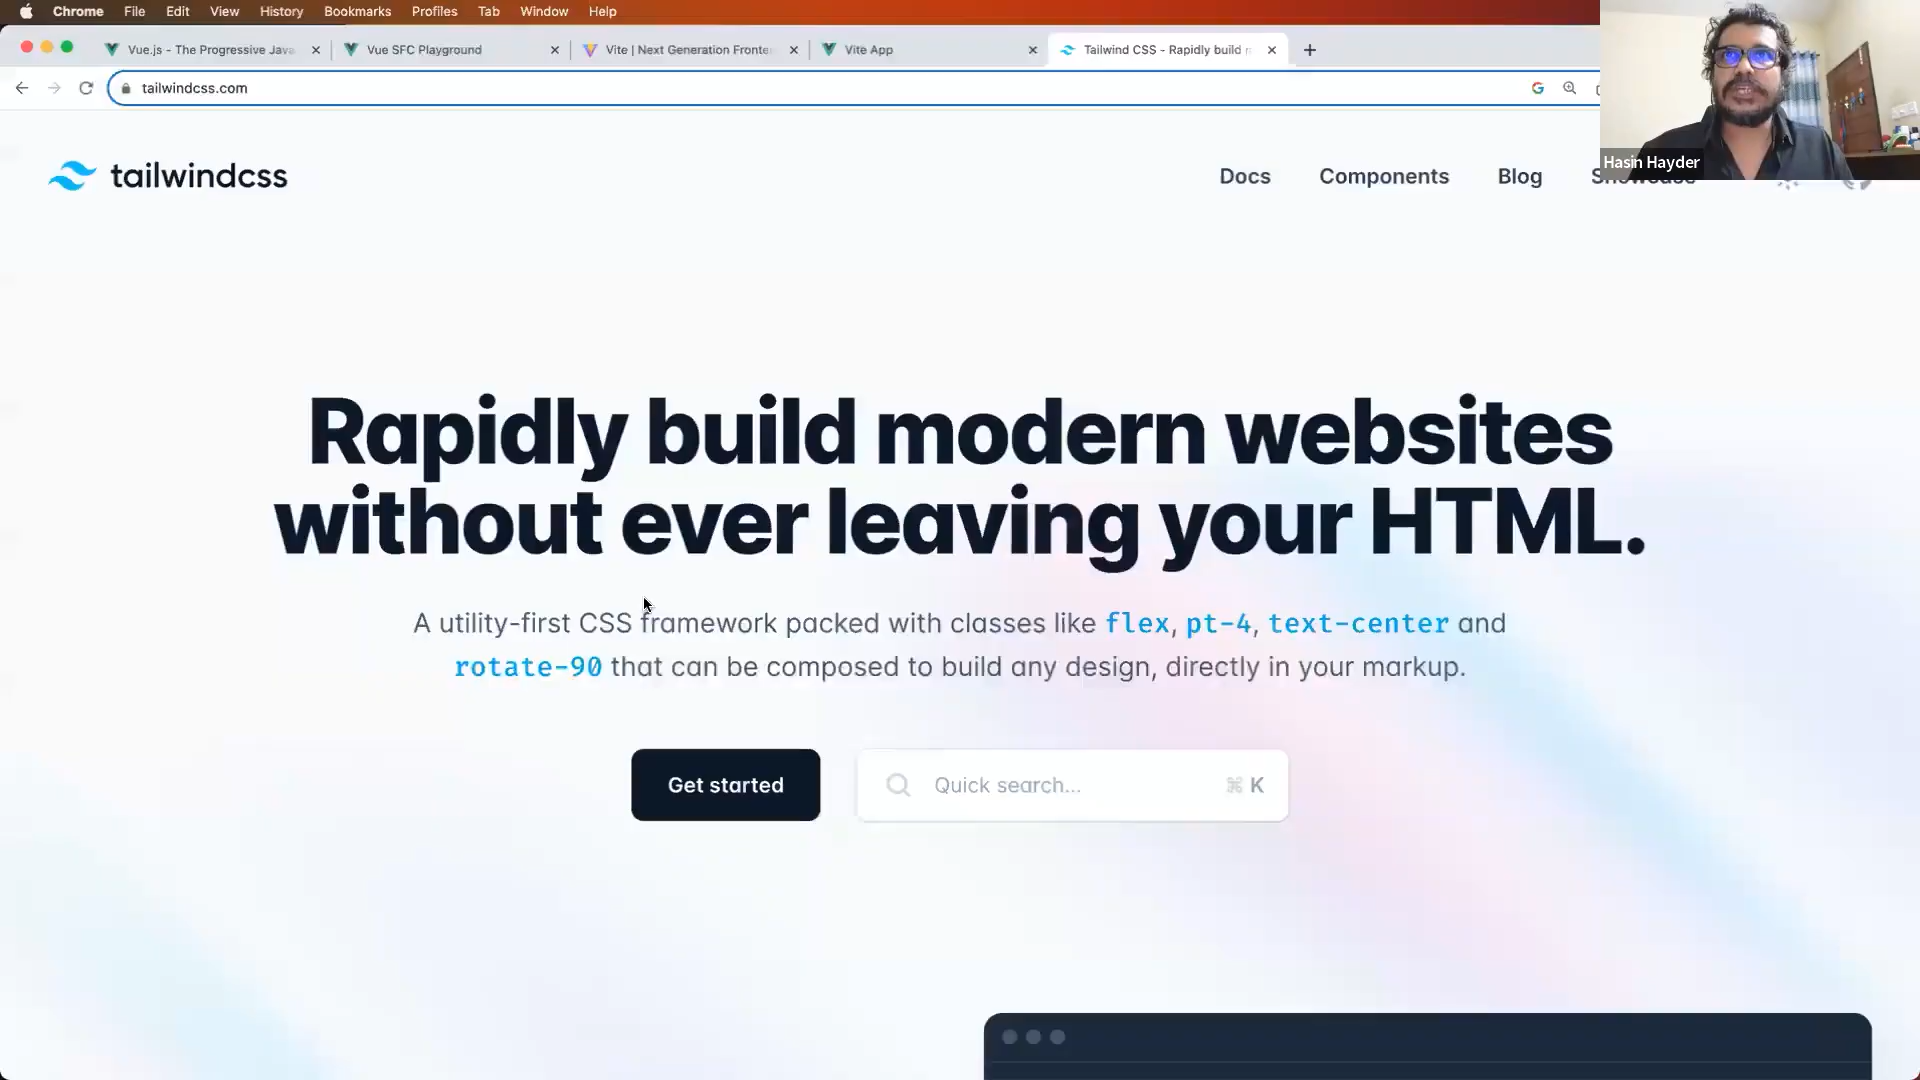 Chrome File Edit View History Bookmarks Profiles Tab Window Help
Vue.js - The Progressive Java
Vue SFC Playground
Vite | Next Generation Fronte
Vite App
Tailwind CSS - Rapidly build
tailwindcss.com
Hasin Hayder
tailwindcss
Docs Components Blog Showcase
Rapidly build modern websites
without ever leaving your HTML.
A utility-first CSS framework packed with classes like flex, pt-4, text-center and
rotate-90 that can be composed to build any design, directly in your markup.
Get started
Quick search... ⌘ K